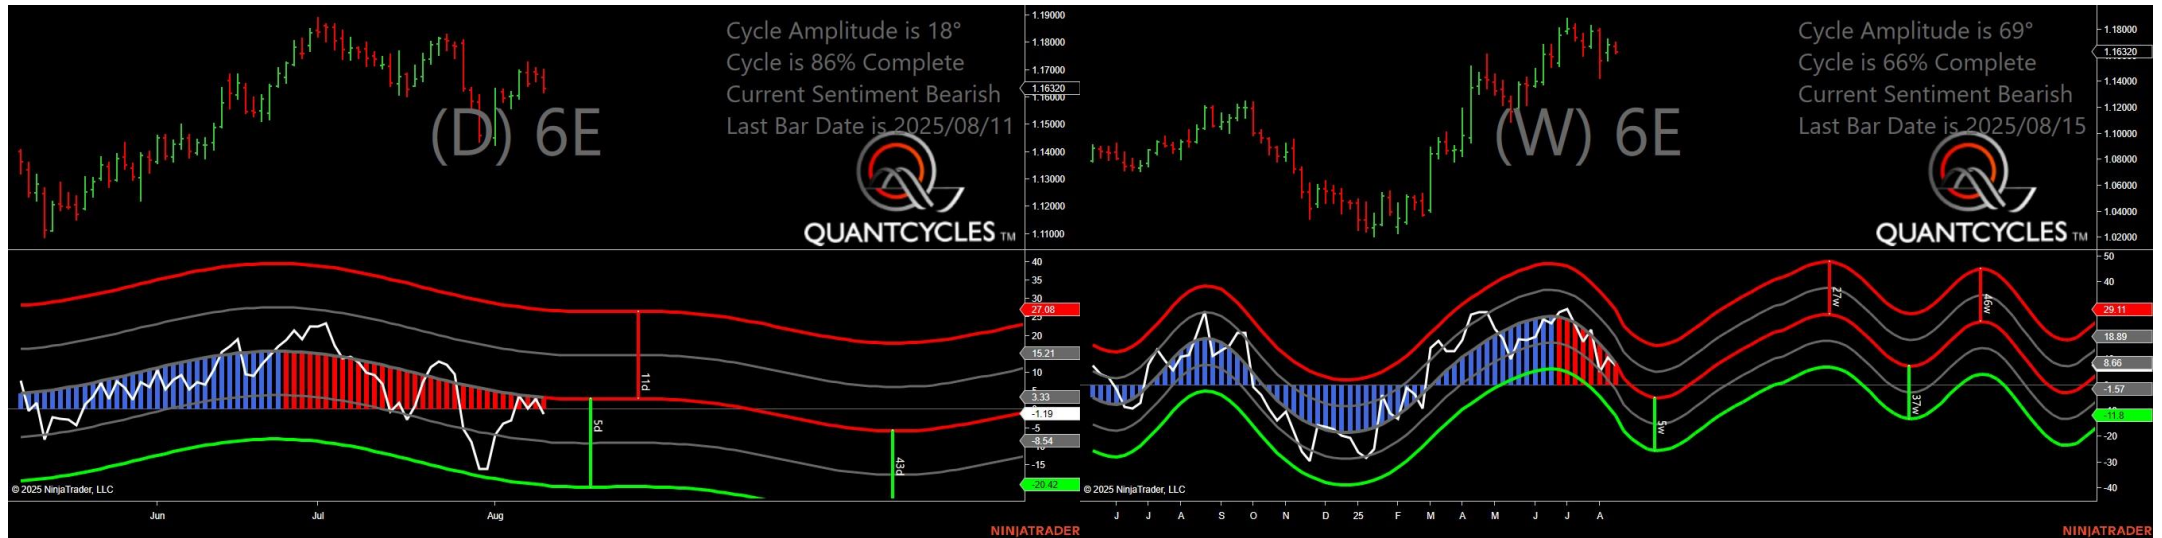 Cycle Amplitude is 18°
Cycle is 86% Complete
Current Sentiment Bearish
Last Bar Date is 2025/08/11
(D) 6E
QUANTCYCLES TM
1.19000
1.18000
1.17000
1.16320
1.16000
1.15000
1.14000
1.13000
1.12000
1.11000
40
35
30
27.08
25
20
15.21
10
5
3.33
-1.19
-5
-8.54
-15
-20.42
11d
5d
43d
© 2025 NinjaTrader, LLC
Jun
Jul
Aug
NINJATRADER
Cycle Amplitude is 69°
Cycle is 66% Complete
Current Sentiment Bearish
Last Bar Date is 2025/08/15
(W) 6E
QUANTCYCLES TM
1.18000
1.16320
1.14000
1.12000
1.10000
1.08000
1.06000
1.04000
1.02000
50
40
29.11
18.89
8.66
-1.57
-11.8
-20
-30
-40
27w
46w
5w
37w
© 2025 NinjaTrader, LLC
J J A S O N D 25 F M A M J J A
NINJATRADER